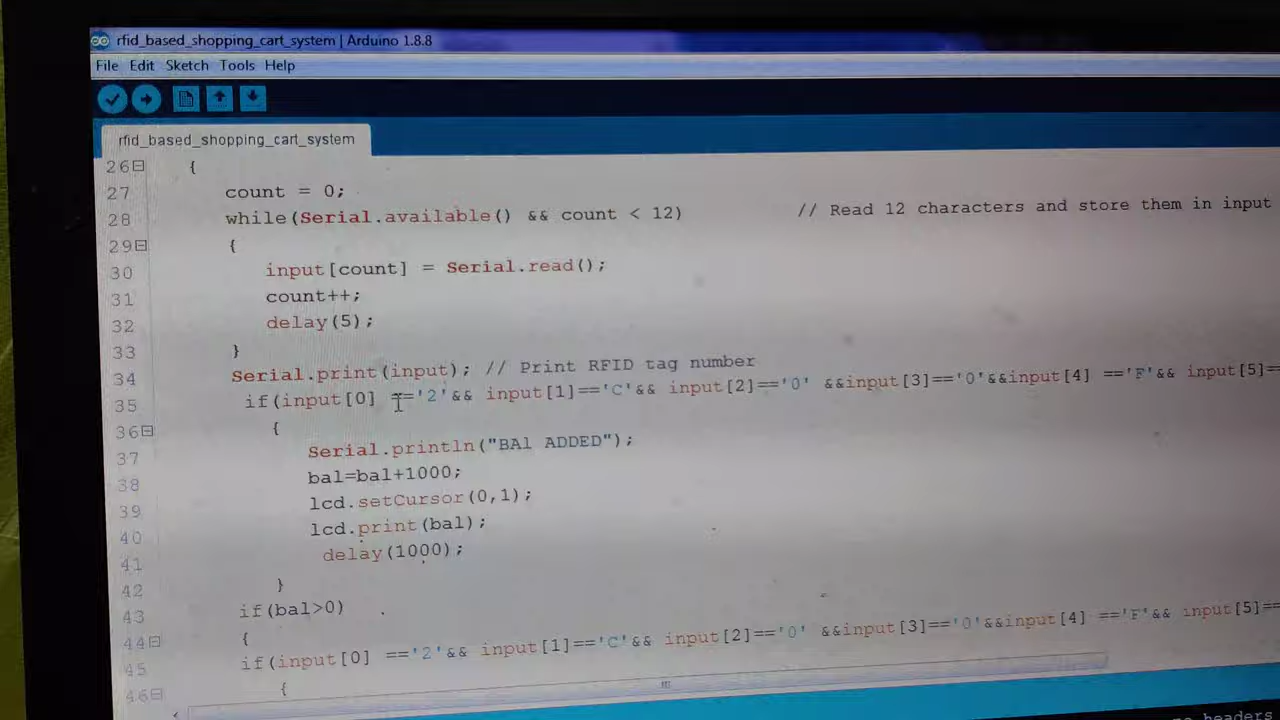 rfid_based_shopping_cart_system | Arduino 1.8.8
File Edit Sketch Tools Help
rfid_based_shopping_cart_system
26 {
27 count = 0;
28 while(Serial.available() && count < 12) // Read 12 characters and store them in input
29 {
30 input[count] = Serial.read();
31 count++;
32 delay(5);
33 }
34 Serial.print(input); // Print RFID tag number
35 if(input[0] =='2'&& input[1]=='C'&& input[2]=='0' &&input[3]=='0'&&input[4] =='F'&& input[5]==
36 {
37 Serial.println("BAl ADDED");
38 bal=bal+1000;
39 lcd.setCursor(0,1);
40 lcd.print(bal);
41 delay(1000);
42 }
43 if(bal>0)
44 {
45 if(input[0] =='2'&& input[1]=='C'&& input[2]=='0' &&input[3]=='0'&&input[4] =='F'&& input[5]==
46 {
headers